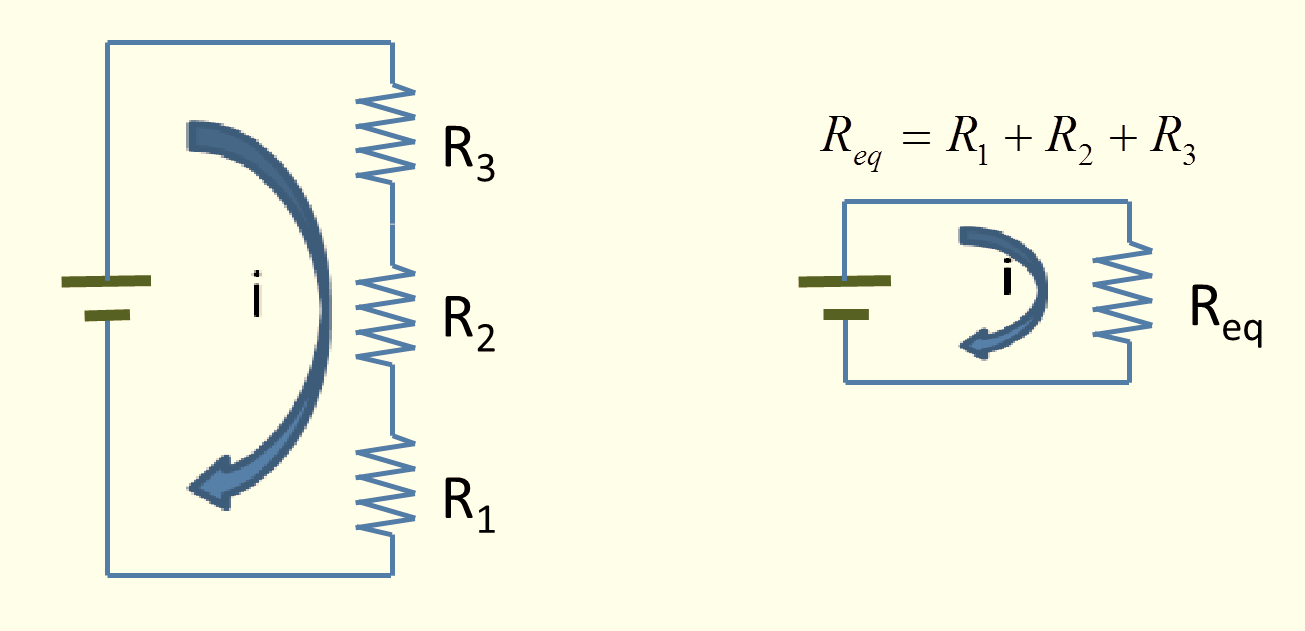 R3
i
R2
R1
Req = R1 + R2 + R3
i
Req